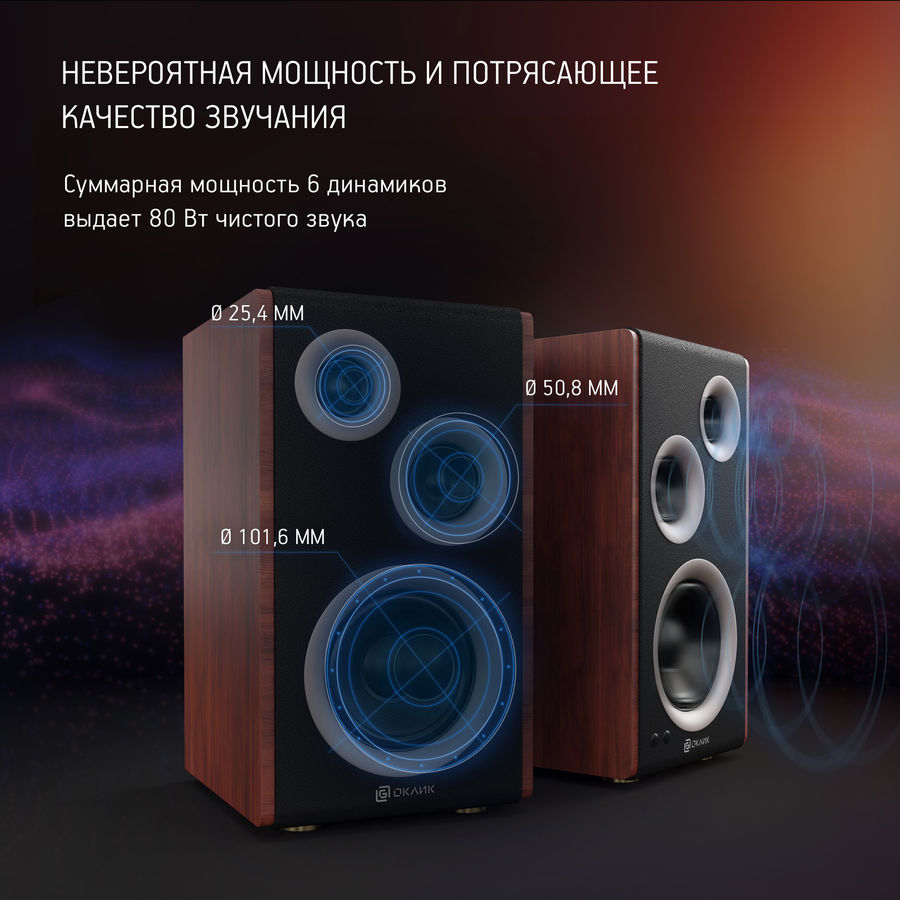 НЕВЕРОЯТНАЯ МОЩНОСТЬ И ПОТРЯСАЮЩЕЕ
КАЧЕСТВО ЗВУЧАНИЯ
Суммарная мощность 6 динамиков
выдает 80 Вт чистого звука
Ø 25,4 ММ
Ø 50,8 ММ
Ø 101,6 ММ
ОКЛИК
ОКЛИК